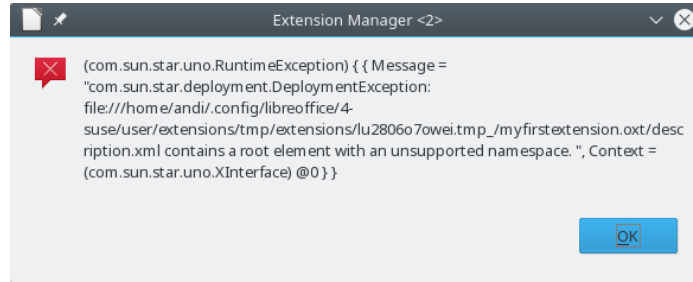 Extension Manager <2>
(com.sun.star.uno.RuntimeException) { { Message =
"com.sun.star.deployment.DeploymentException:
file:///home/andi/.config/libreoffice/4-
suse/user/extensions/tmp/extensions/lu2806o7owei.tmp_/myfirstextension.oxt/desc
ription.xml contains a root element with an unsupported namespace. ", Context =
(com.sun.star.uno.XInterface) @0 } }
OK